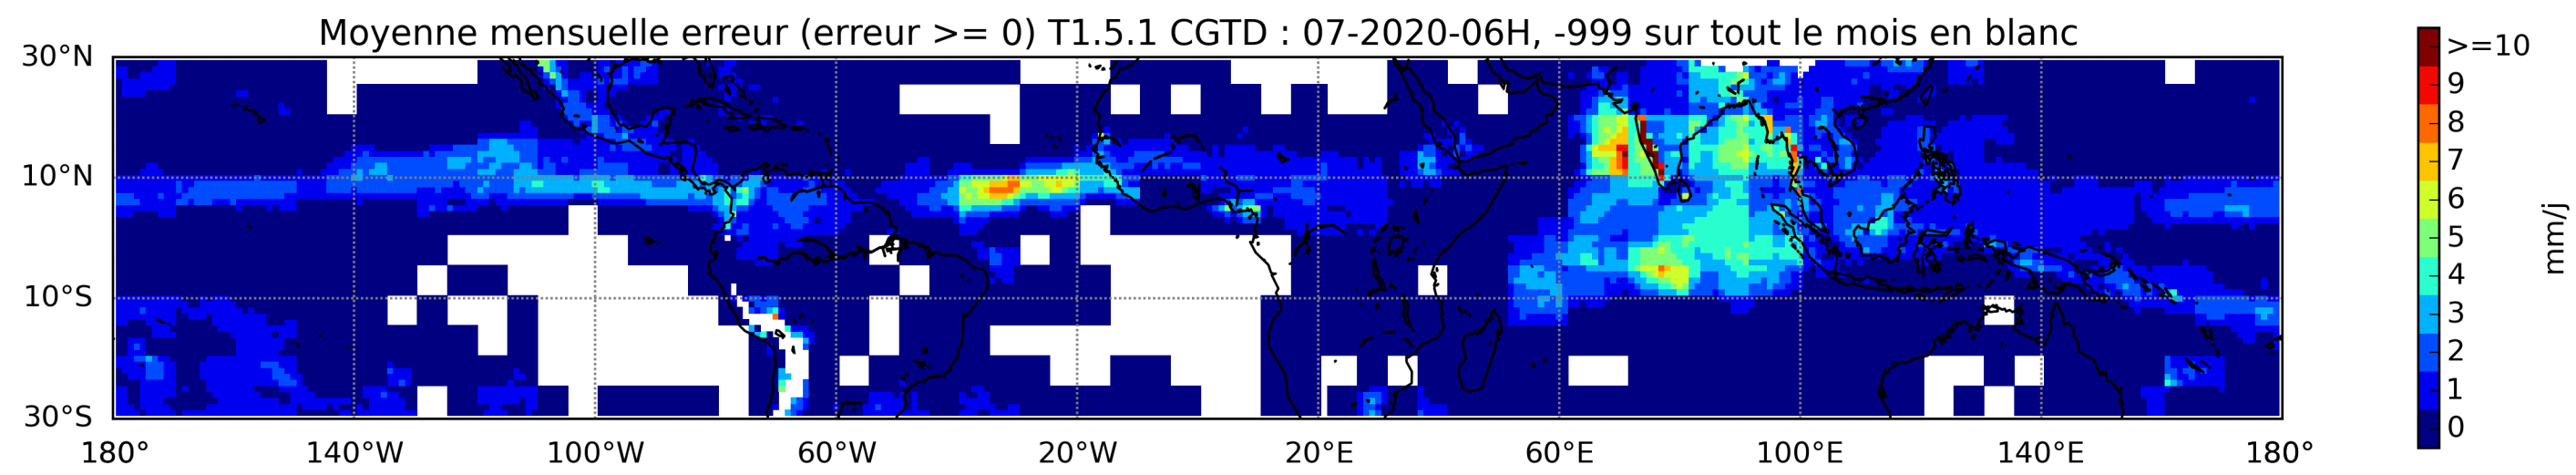 Moyenne mensuelle erreur (erreur >= 0) T1.5.1 CGTD : 07-2020-06H, -999 sur tout le mois en blanc
30°N
10°N
10°S
30°S
180° 140°W 100°W 60°W 20°W 20°E 60°E 100°E 140°E 180°
>=10
9
8
7
6
5
4
3
2
1
0
mm/j